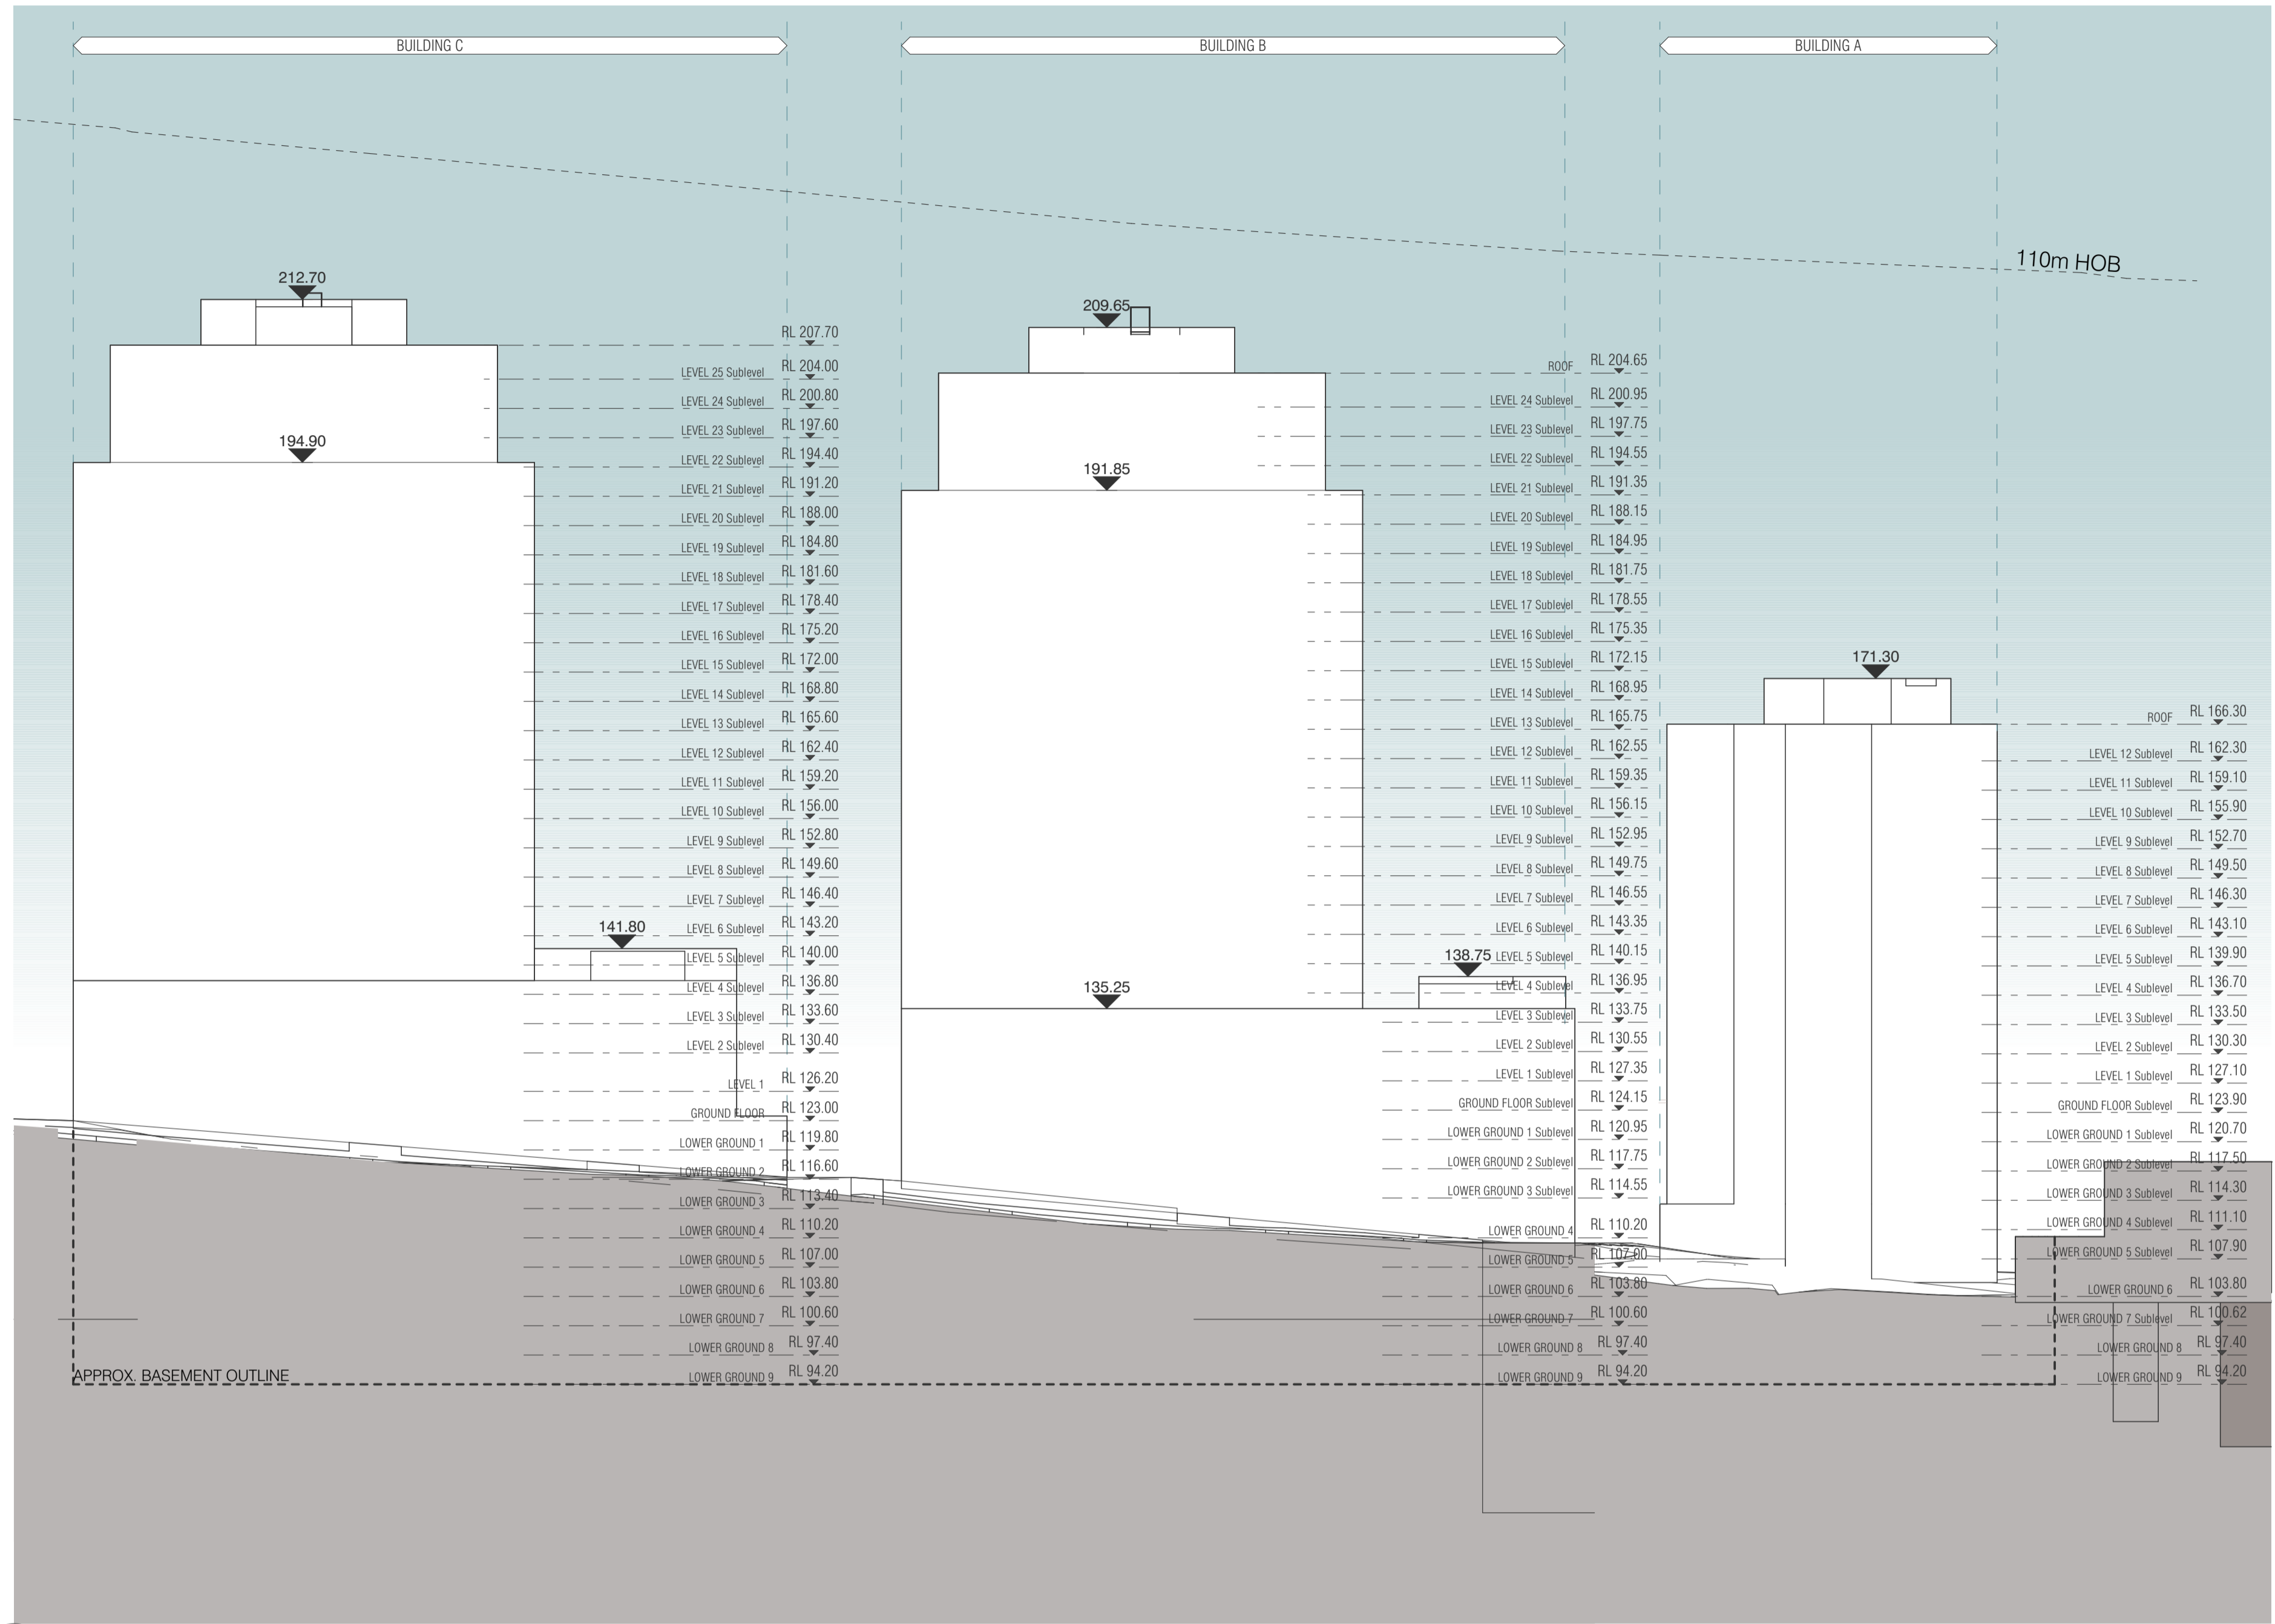 BUILDING C
BUILDING B
BUILDING A
110m HOB
212.70
194.90
141.80
RL 207.70
LEVEL 25 Sublevel RL 204.00
LEVEL 24 Sublevel RL 200.80
LEVEL 23 Sublevel RL 197.60
LEVEL 22 Sublevel RL 194.40
LEVEL 21 Sublevel RL 191.20
LEVEL 20 Sublevel RL 188.00
LEVEL 19 Sublevel RL 184.80
LEVEL 18 Sublevel RL 181.60
LEVEL 17 Sublevel RL 178.40
LEVEL 16 Sublevel RL 175.20
LEVEL 15 Sublevel RL 172.00
LEVEL 14 Sublevel RL 168.80
LEVEL 13 Sublevel RL 165.60
LEVEL 12 Sublevel RL 162.40
LEVEL 11 Sublevel RL 159.20
LEVEL 10 Sublevel RL 156.00
LEVEL 9 Sublevel RL 152.80
LEVEL 8 Sublevel RL 149.60
LEVEL 7 Sublevel RL 146.40
LEVEL 6 Sublevel RL 143.20
LEVEL 5 Sublevel RL 140.00
LEVEL 4 Sublevel RL 136.80
LEVEL 3 Sublevel RL 133.60
LEVEL 2 Sublevel RL 130.40
LEVEL 1 RL 126.20
GROUND FLOOR RL 123.00
LOWER GROUND 1 RL 119.80
LOWER GROUND 2 RL 116.60
LOWER GROUND 3 RL 113.40
LOWER GROUND 4 RL 110.20
LOWER GROUND 5 RL 107.00
LOWER GROUND 6 RL 103.80
LOWER GROUND 7 RL 100.60
LOWER GROUND 8 RL 97.40
LOWER GROUND 9 RL 94.20
APPROX. BASEMENT OUTLINE
209.65
191.85
138.75
135.25
ROOF RL 204.65
LEVEL 24 Sublevel RL 200.95
LEVEL 23 Sublevel RL 197.75
LEVEL 22 Sublevel RL 194.55
LEVEL 21 Sublevel RL 191.35
LEVEL 20 Sublevel RL 188.15
LEVEL 19 Sublevel RL 184.95
LEVEL 18 Sublevel RL 181.75
LEVEL 17 Sublevel RL 178.55
LEVEL 16 Sublevel RL 175.35
LEVEL 15 Sublevel RL 172.15
LEVEL 14 Sublevel RL 168.95
LEVEL 13 Sublevel RL 165.75
LEVEL 12 Sublevel RL 162.55
LEVEL 11 Sublevel RL 159.35
LEVEL 10 Sublevel RL 156.15
LEVEL 9 Sublevel RL 152.95
LEVEL 8 Sublevel RL 149.75
LEVEL 7 Sublevel RL 146.55
LEVEL 6 Sublevel RL 143.35
LEVEL 5 Sublevel RL 140.15
LEVEL 4 Sublevel RL 136.95
LEVEL 3 Sublevel RL 133.75
LEVEL 2 Sublevel RL 130.55
LEVEL 1 Sublevel RL 127.35
GROUND FLOOR Sublevel RL 124.15
LOWER GROUND 1 Sublevel RL 120.95
LOWER GROUND 2 Sublevel RL 117.75
LOWER GROUND 3 Sublevel RL 114.55
LOWER GROUND 4 RL 110.20
LOWER GROUND 5 RL 107.00
LOWER GROUND 6 RL 103.80
LOWER GROUND 7 RL 100.60
LOWER GROUND 8 RL 97.40
LOWER GROUND 9 RL 94.20
171.30
ROOF RL 166.30
LEVEL 12 Sublevel RL 162.30
LEVEL 11 Sublevel RL 159.10
LEVEL 10 Sublevel RL 155.90
LEVEL 9 Sublevel RL 152.70
LEVEL 8 Sublevel RL 149.50
LEVEL 7 Sublevel RL 146.30
LEVEL 6 Sublevel RL 143.10
LEVEL 5 Sublevel RL 139.90
LEVEL 4 Sublevel RL 136.70
LEVEL 3 Sublevel RL 133.50
LEVEL 2 Sublevel RL 130.30
LEVEL 1 Sublevel RL 127.10
GROUND FLOOR Sublevel RL 123.90
LOWER GROUND 1 Sublevel RL 120.70
LOWER GROUND 2 Sublevel RL 117.50
LOWER GROUND 3 Sublevel RL 114.30
LOWER GROUND 4 Sublevel RL 111.10
LOWER GROUND 5 Sublevel RL 107.90
LOWER GROUND 6 RL 103.80
LOWER GROUND 7 Sublevel RL 100.62
LOWER GROUND 8 RL 97.40
LOWER GROUND 9 RL 94.20